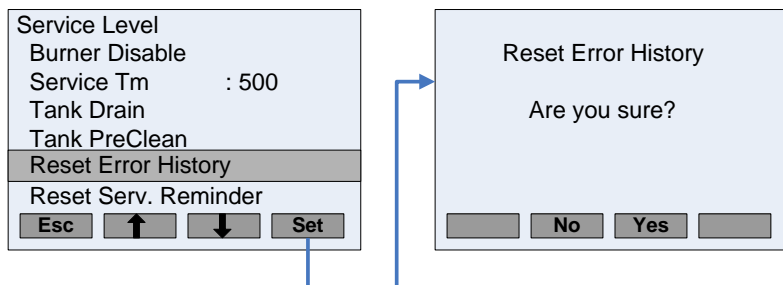 Service Level
Burner Disable
Service Tm : 500
Tank Drain
Tank PreClean
Reset Error History
Reset Serv. Reminder
Esc Set
Reset Error History
Are you sure?
No Yes